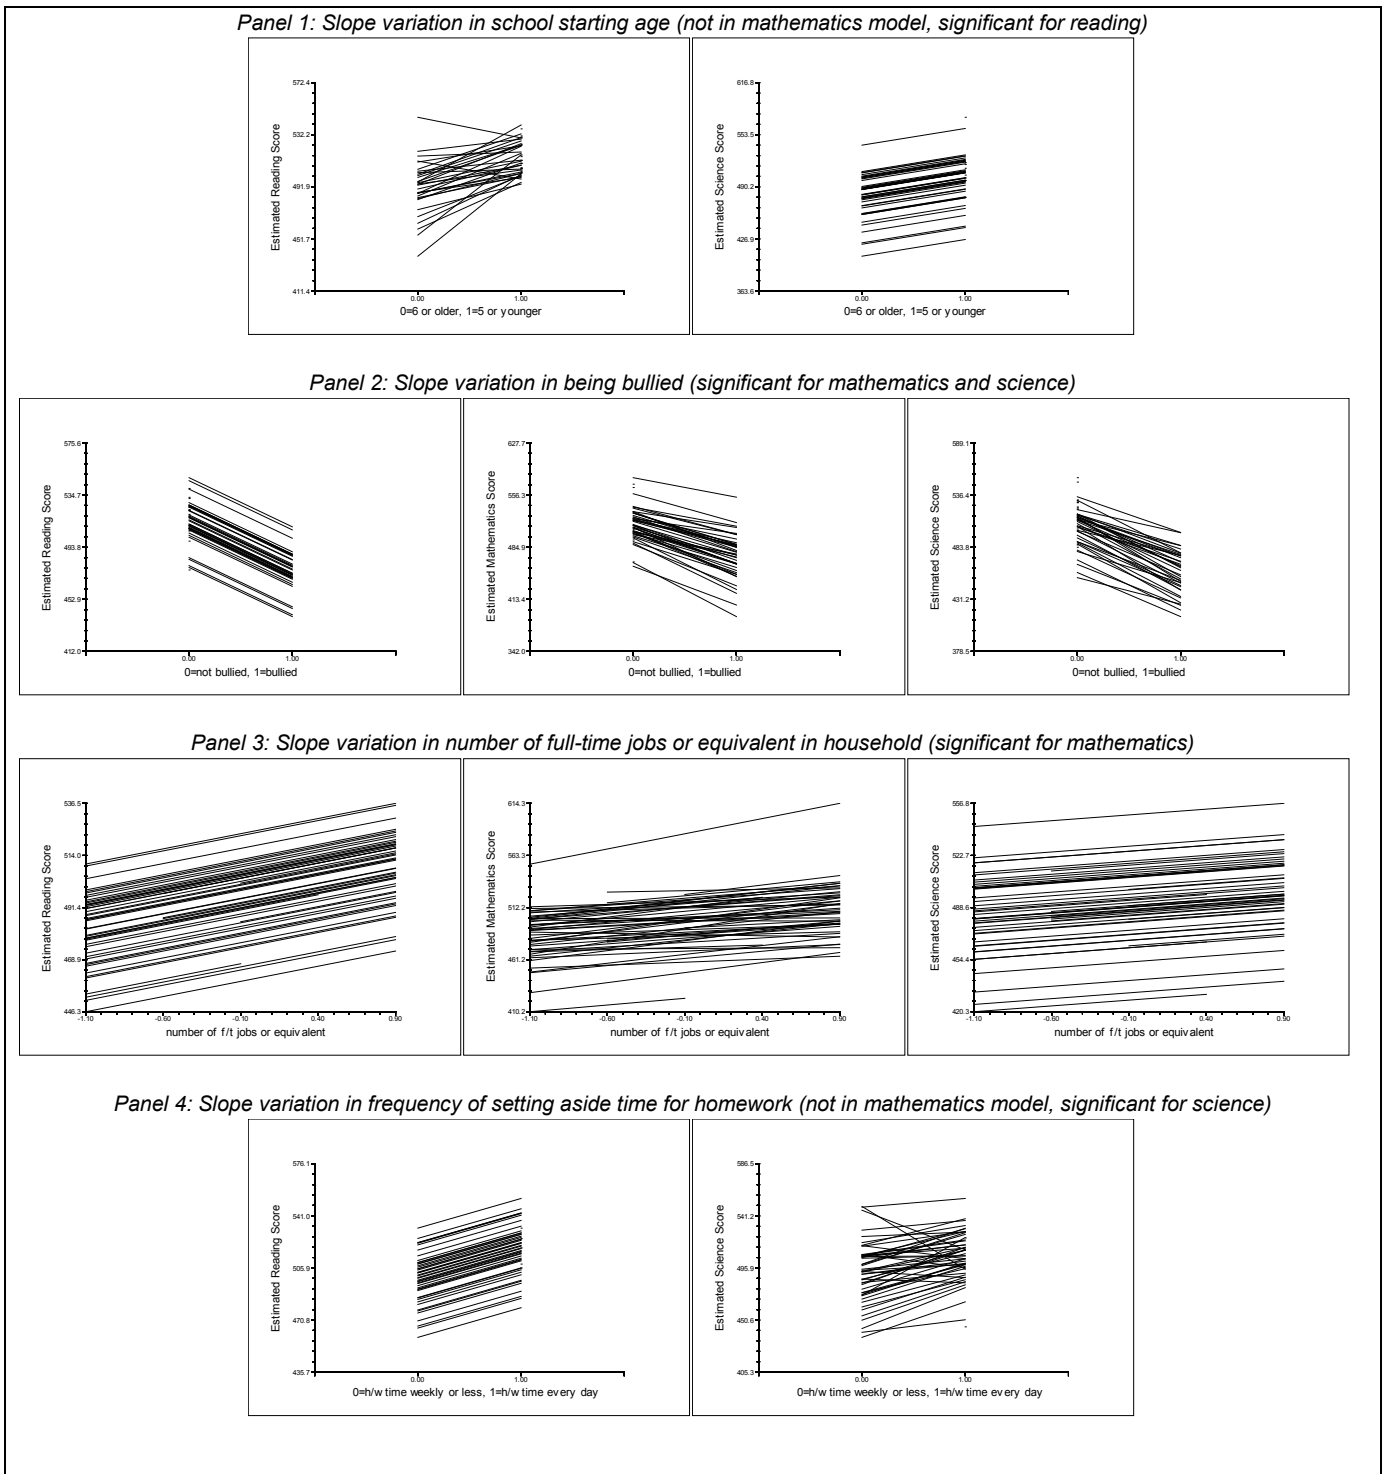 Panel 1: Slope variation in school starting age (not in mathematics model, significant for reading)
572.4
532.2
491.9
451.7
411.4
Estimated Reading Score
0.00 1.00
0=6 or older, 1=5 or younger
616.8
553.5
490.2
426.9
363.6
Estimated Science Score
0.00 1.00
0=6 or older, 1=5 or younger
Panel 2: Slope variation in being bullied (significant for mathematics and science)
575.6
534.7
493.8
452.9
412.0
Estimated Reading Score
0.00 1.00
0=not bullied, 1=bullied
627.7
556.3
484.9
413.4
342.0
Estimated Mathematics Score
0.00 1.00
0=not bullied, 1=bullied
589.1
536.4
483.8
431.2
378.5
Estimated Science Score
0.00 1.00
0=not bullied, 1=bullied
Panel 3: Slope variation in number of full-time jobs or equivalent in household (significant for mathematics)
536.5
514.0
491.4
468.9
446.3
Estimated Reading Score
-1.10 -0.60 -0.10 0.40 0.90
number of f/t jobs or equivalent
614.3
563.3
512.2
461.2
410.2
Estimated Mathematics Score
-1.10 -0.60 -0.10 0.40 0.90
number of f/t jobs or equivalent
556.8
522.7
488.6
454.4
420.3
Estimated Science Score
-1.10 -0.60 -0.10 0.40 0.90
number of f/t jobs or equivalent
Panel 4: Slope variation in frequency of setting aside time for homework (not in mathematics model, significant for science)
576.1
541.0
505.9
470.8
435.7
Estimated Reading Score
0.00 1.00
0=h/w time weekly or less, 1=h/w time every day
586.5
541.2
495.9
450.6
405.3
Estimated Science Score
0.00 1.00
0=h/w time weekly or less, 1=h/w time every day